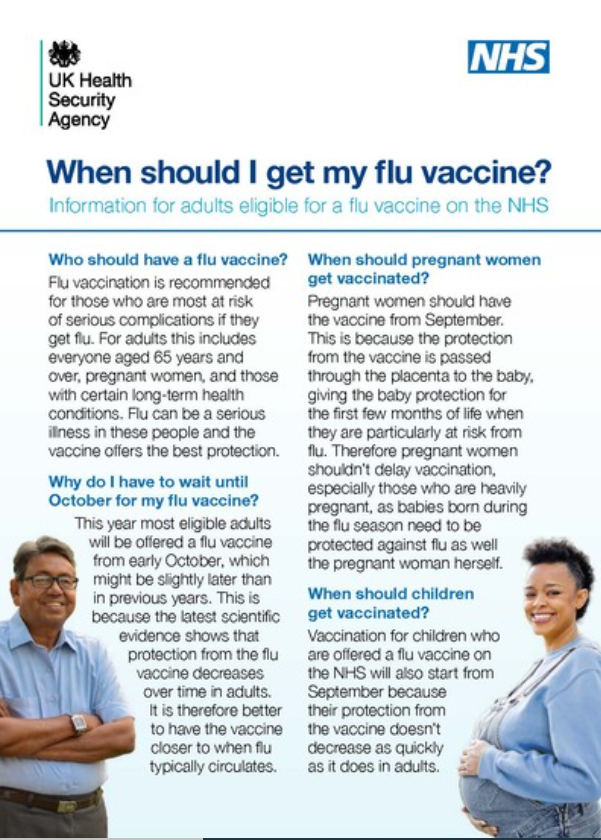 UK Health
Security
Agency
NHS
When should I get my flu vaccine?
Information for adults eligible for a flu vaccine on the NHS
Who should have a flu vaccine?
Flu vaccination is recommended
for those who are most at risk
of serious complications if they
get flu. For adults this includes
everyone aged 65 years and
over, pregnant women, and those
with certain long-term health
conditions. Flu can be a serious
illness in these people and the
vaccine offers the best protection.
Why do I have to wait until
October for my flu vaccine?
This year most eligible adults
will be offered a flu vaccine
from early October, which
might be slightly later than
in previous years. This is
because the latest scientific
evidence shows that
protection from the flu
vaccine decreases
over time in adults.
It is therefore better
to have the vaccine
closer to when flu
typically circulates.
When should pregnant women
get vaccinated?
Pregnant women should have
the vaccine from September.
This is because the protection
from the vaccine is passed
through the placenta to the baby,
giving the baby protection for
the first few months of life when
they are particularly at risk from
flu. Therefore pregnant women
shouldn't delay vaccination,
especially those who are heavily
pregnant, as babies born during
the flu season need to be
protected against flu as well
the pregnant woman herself.
When should children
get vaccinated?
Vaccination for children who
are offered a flu vaccine on
the NHS will also start from
September because
their protection from
the vaccine doesn't
decrease as quickly
as it does in adults.